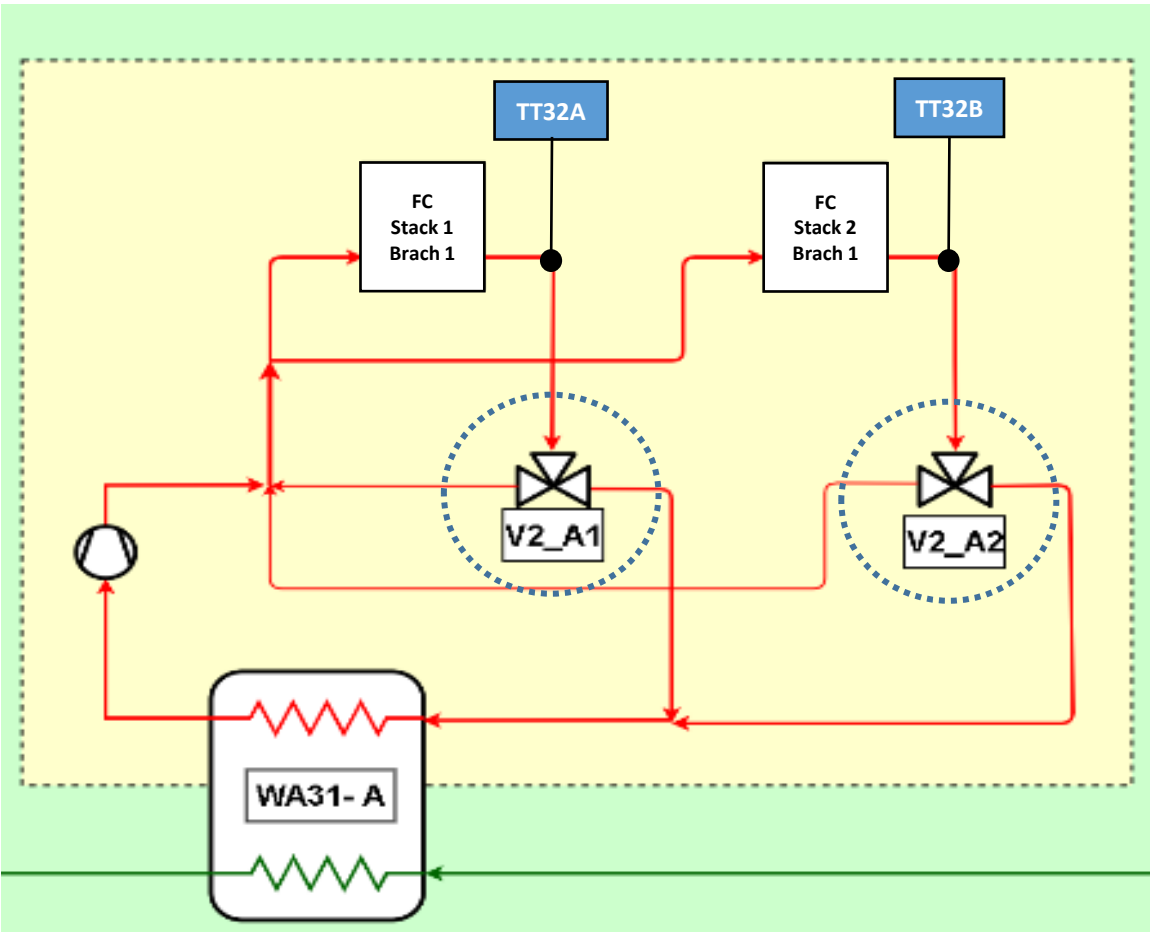 TT32A
TT32B
FC
Stack 1
Brach 1
FC
Stack 2
Brach 1
V2_A1
V2_A2
WA31- A